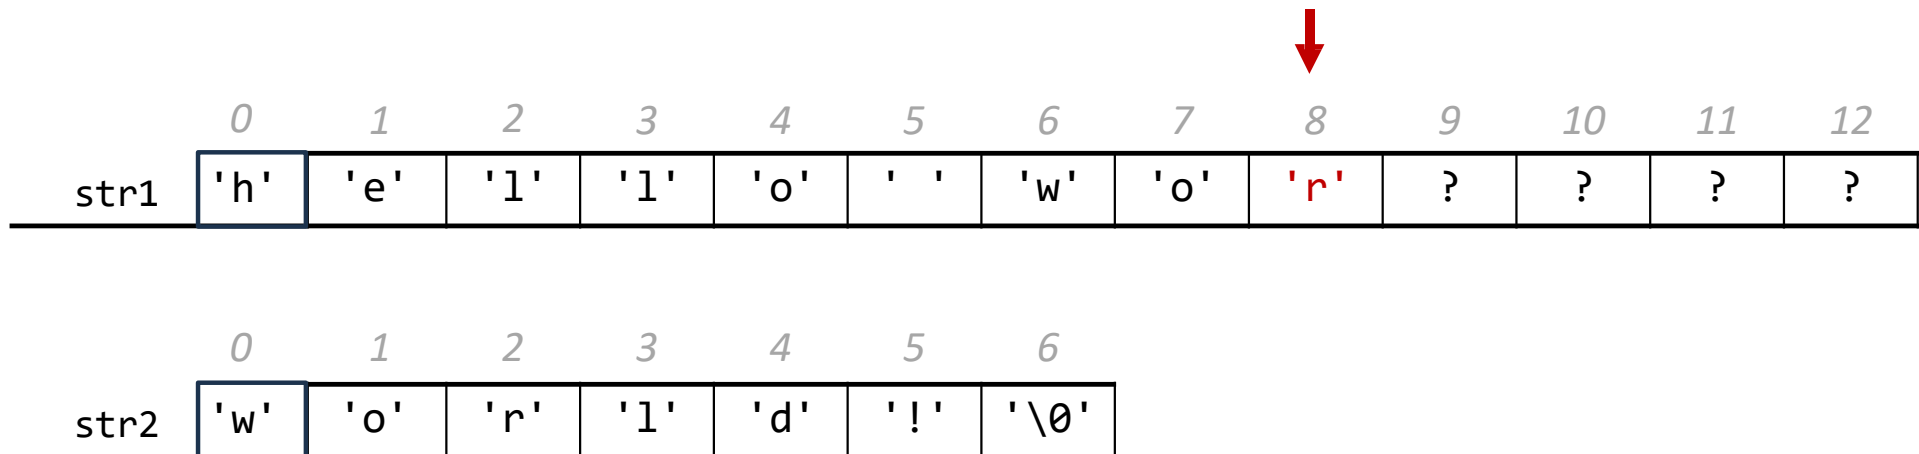 0 1 2 3 4 5 6 7 8 9 10 11 12
str1 'h' 'e' 'l' 'l' 'o' ' ' 'w' 'o' 'r' ? ? ? ?
0 1 2 3 4 5 6
str2 'w' 'o' 'r' 'l' 'd' '!' '\0'